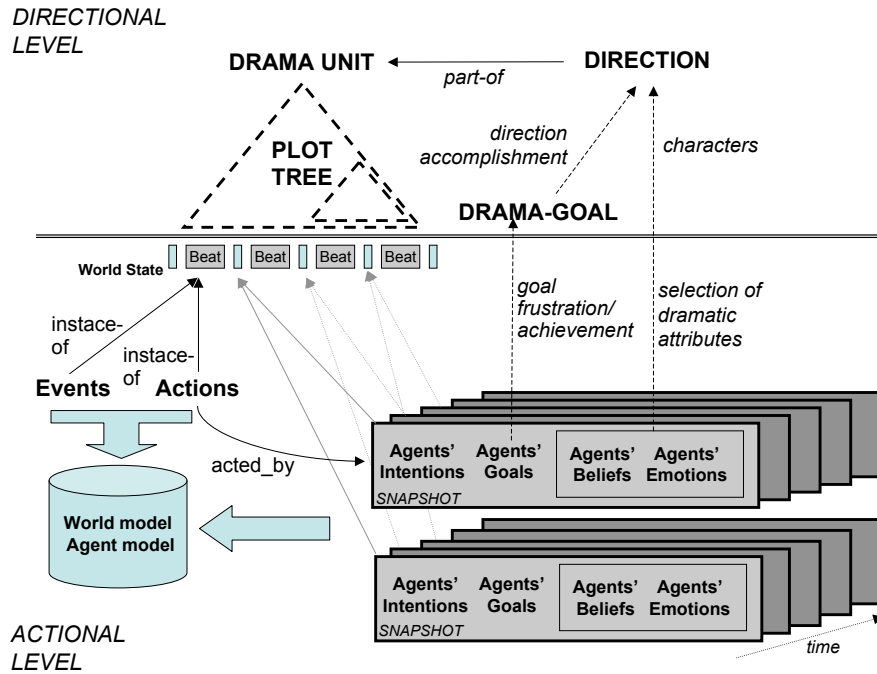 DIRECTIONAL
LEVEL
DRAMA UNIT
DIRECTION
part-of
PLOT
TREE
direction
accomplishment
characters
DRAMA-GOAL
World State
Beat
Beat
Beat
Beat
goal
frustration/
achievement
selection of
dramatic
attributes
instace-
of
instace-
of
Events
Actions
acted_by
Agents'
Intentions
Agents'
Goals
Agents'
Beliefs
Agents'
Emotions
SNAPSHOT
World model
Agent model
Agents'
Intentions
Agents'
Goals
Agents'
Beliefs
Agents'
Emotions
SNAPSHOT
ACTIONAL
LEVEL
time